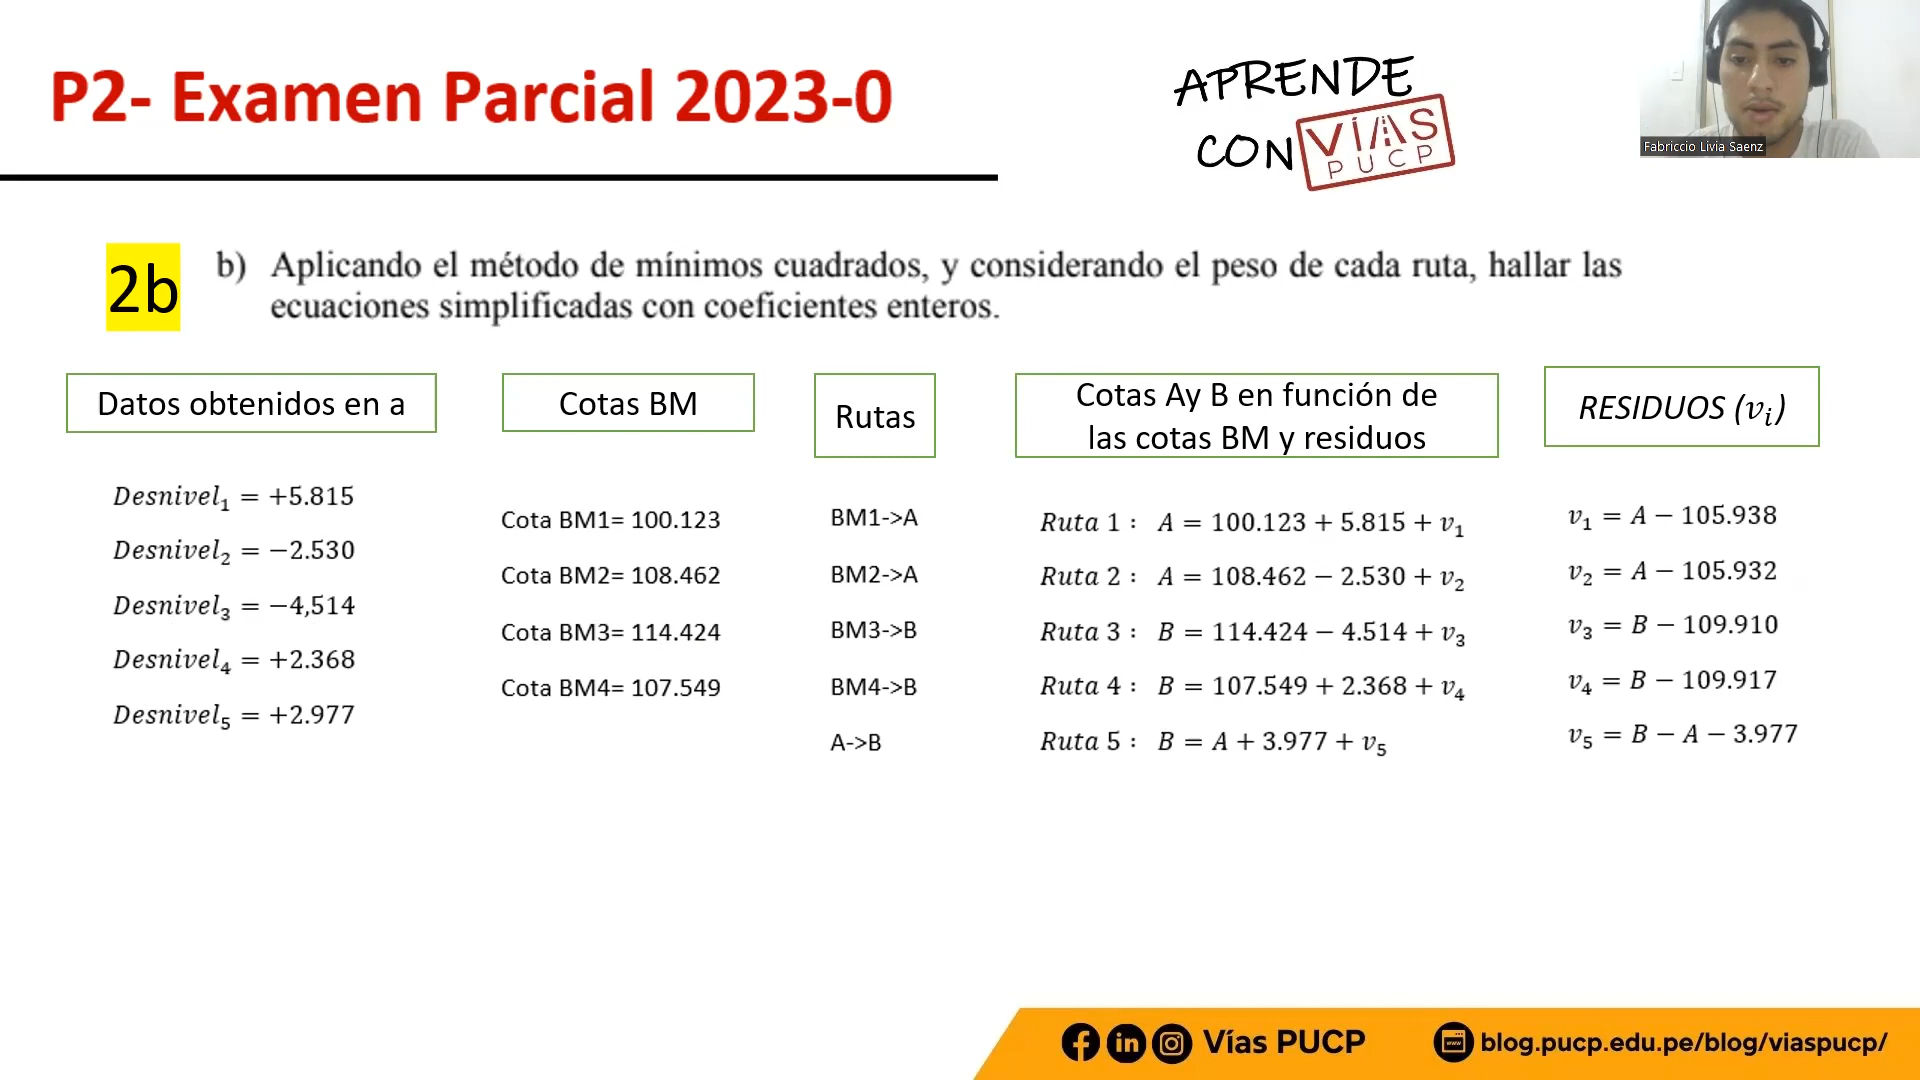 P2- Examen Parcial 2023-0
APRENDE
CON VÍAS
PUCP
Fabriccio Livia Saenz
2b
b) Aplicando el método de mínimos cuadrados, y considerando el peso de cada ruta, hallar las
ecuaciones simplificadas con coeficientes enteros.
Datos obtenidos en a
Desnivel₁ = +5.815
Desnivel₂ = −2.530
Desnivel₃ = −4,514
Desnivel₄ = +2.368
Desnivel₅ = +2.977
Cotas BM
Cota BM1= 100.123
Cota BM2= 108.462
Cota BM3= 114.424
Cota BM4= 107.549
Rutas
BM1->A
BM2->A
BM3->B
BM4->B
A->B
Cotas Ay B en función de
las cotas BM y residuos
Ruta 1 : A = 100.123 + 5.815 + v₁
Ruta 2 : A = 108.462 − 2.530 + v₂
Ruta 3 : B = 114.424 − 4.514 + v₃
Ruta 4 : B = 107.549 + 2.368 + v₄
Ruta 5 : B = A + 3.977 + v₅
RESIDUOS (vᵢ)
v₁ = A − 105.938
v₂ = A − 105.932
v₃ = B − 109.910
v₄ = B − 109.917
v₅ = B − A − 3.977
Vías PUCP
www
blog.pucp.edu.pe/blog/viaspucp/